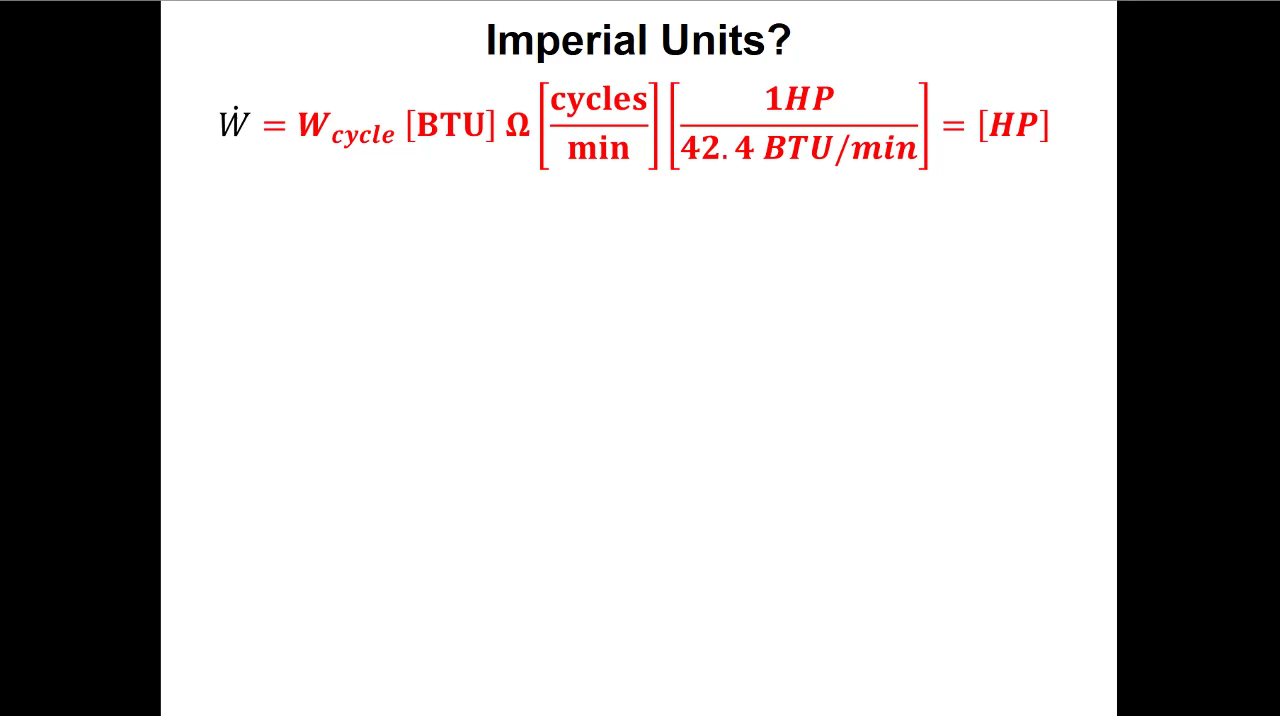 Imperial Units?
Ẇ = W_cycle [BTU] Ω [cycles/min] [1HP / 42.4 BTU/min] = [HP]